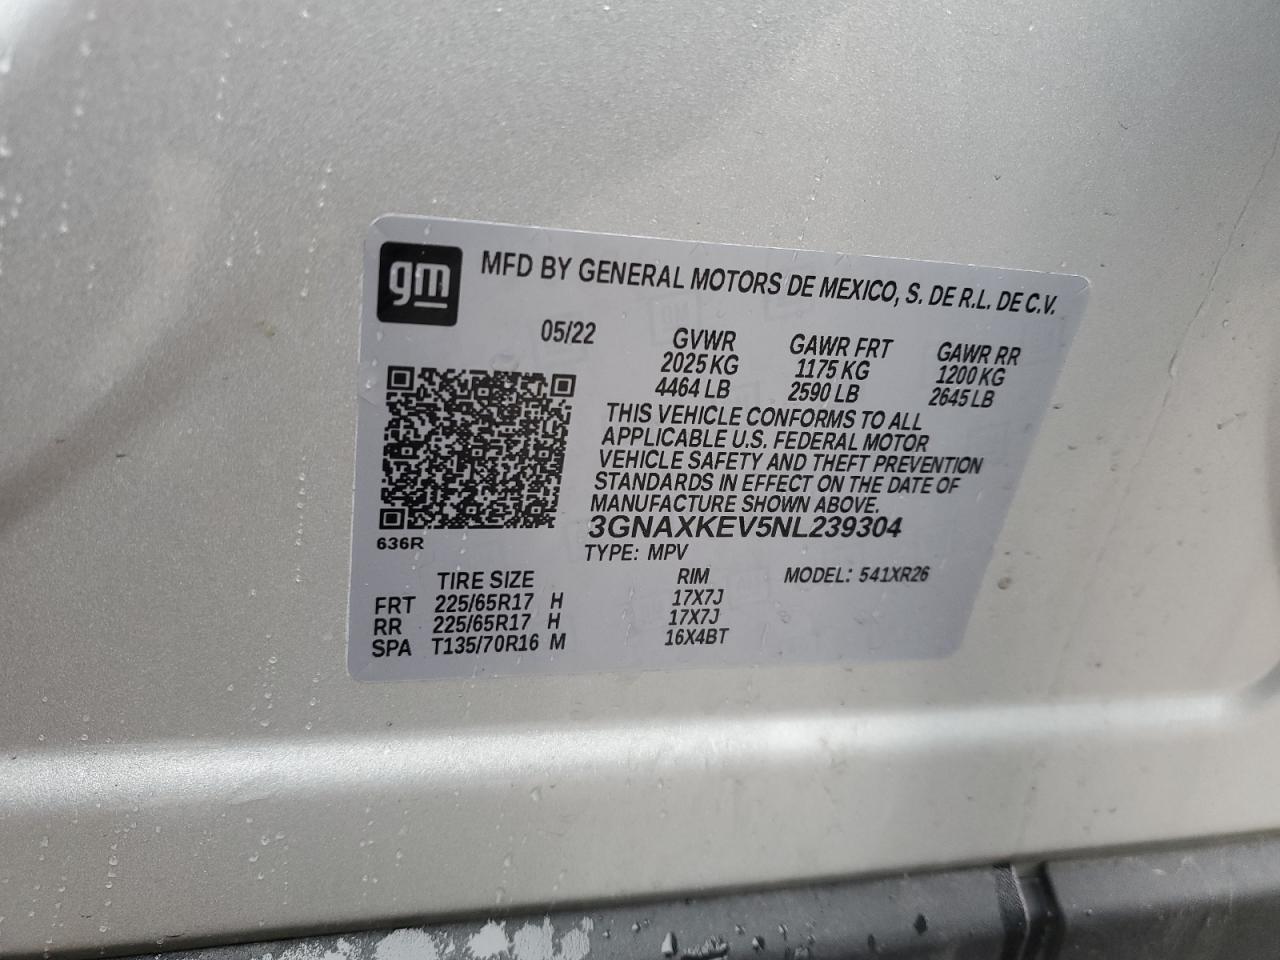 gm
MFD BY GENERAL MOTORS DE MEXICO, S. DE R.L. DE C.V.
05/22 GVWR GAWR FRT GAWR RR
2025 KG 1175 KG 1200 KG
4464 LB 2590 LB 2645 LB
THIS VEHICLE CONFORMS TO ALL
APPLICABLE U.S. FEDERAL MOTOR
VEHICLE SAFETY AND THEFT PREVENTION
STANDARDS IN EFFECT ON THE DATE OF
MANUFACTURE SHOWN ABOVE.
3GNAXKEV5NL239304
636R
TYPE: MPV
TIRE SIZE RIM MODEL: 541XR26
FRT 225/65R17 H 17X7J
RR 225/65R17 H 17X7J
SPA T135/70R16 M 16X4BT